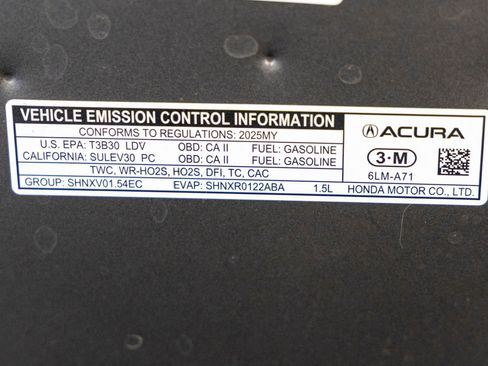 VEHICLE EMISSION CONTROL INFORMATION
CONFORMS TO REGULATIONS: 2025MY
U.S. EPA: T3B30 LDV OBD: CA II FUEL: GASOLINE
CALIFORNIA: SULEV30 PC OBD: CA II FUEL: GASOLINE
TWC, WR-HO2S, HO2S, DFI, TC, CAC
GROUP: SHNXV01.54EC EVAP: SHNXR0122ABA 1.5L
ACURA
3-M
6LM-A71
HONDA MOTOR CO., LTD.